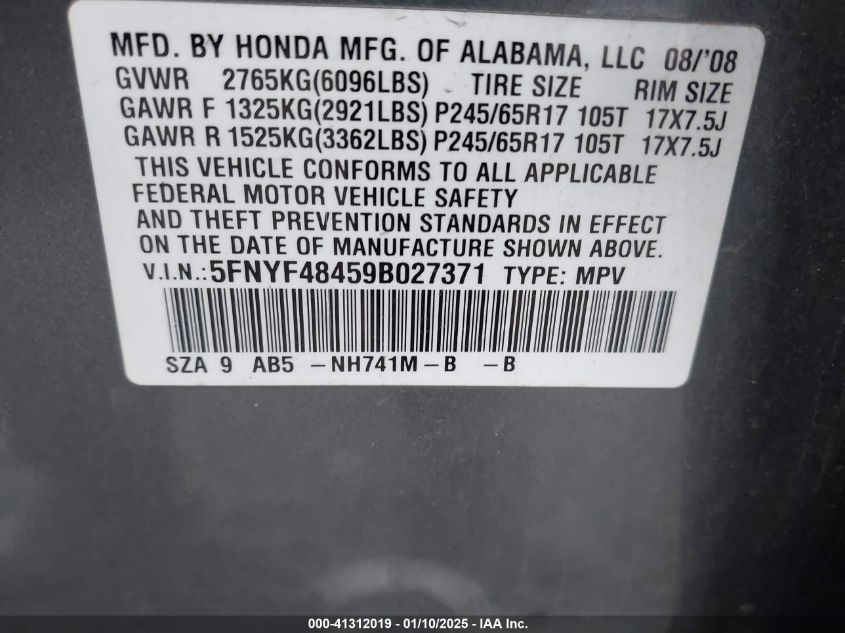 MFD. BY HONDA MFG. OF ALABAMA, LLC 08/'08
GVWR 2765KG(6096LBS) TIRE SIZE RIM SIZE
GAWR F 1325KG(2921LBS) P245/65R17 105T 17X7.5J
GAWR R 1525KG(3362LBS) P245/65R17 105T 17X7.5J
THIS VEHICLE CONFORMS TO ALL APPLICABLE
FEDERAL MOTOR VEHICLE SAFETY
AND THEFT PREVENTION STANDARDS IN EFFECT
ON THE DATE OF MANUFACTURE SHOWN ABOVE.
V.I.N.:5FNYF48459B027371 TYPE: MPV
SZA 9 AB5 -NH741M-B -B
000-41312019 - 01/10/2025 - IAA Inc.